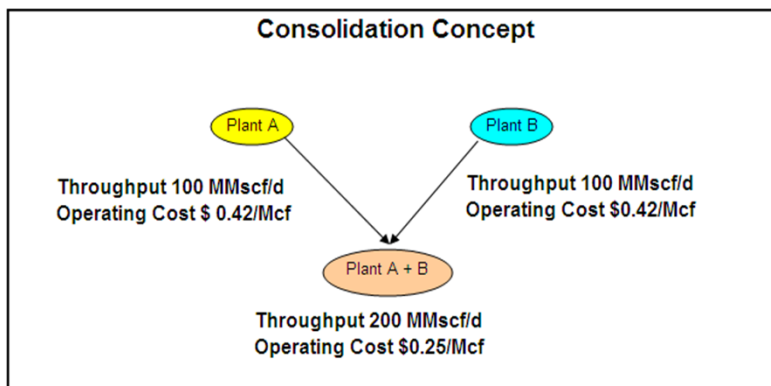 Consolidation Concept
Plant A
Plant B
Throughput 100 MMscf/d
Operating Cost $ 0.42/Mcf
Throughput 100 MMscf/d
Operating Cost $0.42/Mcf
Plant A + B
Throughput 200 MMscf/d
Operating Cost $0.25/Mcf